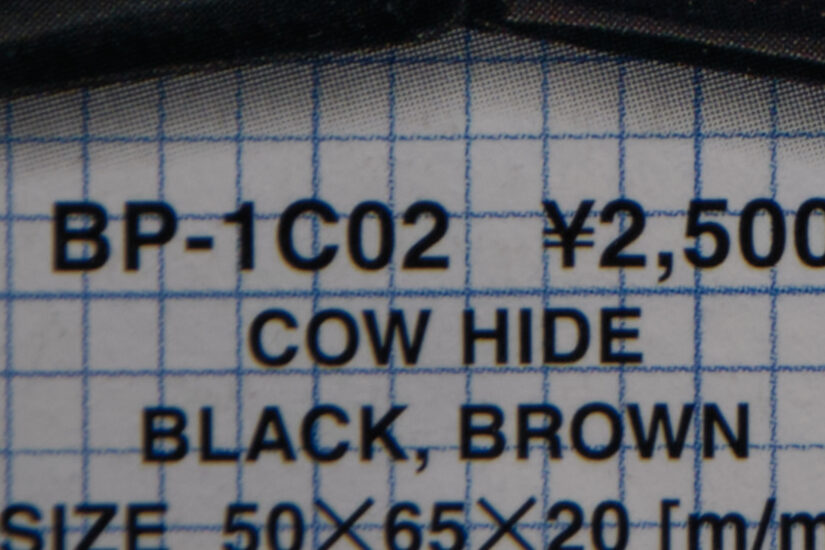 BP-1C02 ¥2,500
COW HIDE
BLACK, BROWN
SIZE 50×65×20 [m/m